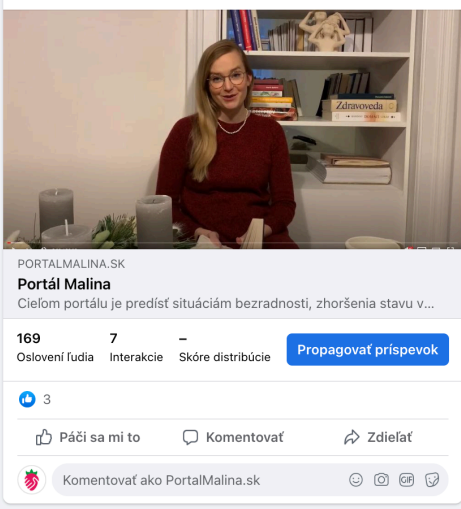 Zdravoveda
PORTALMALINA.SK
Portál Malina
Cieľom portálu je predísť situáciám bezradnosti, zhoršenia stavu v...
169 7 –
Oslovení ľudia Interakcie Skóre distribúcie
Propagovať príspevok
3
Páči sa mi to Komentovať Zdieľať
Komentovať ako PortalMalina.sk
GIF